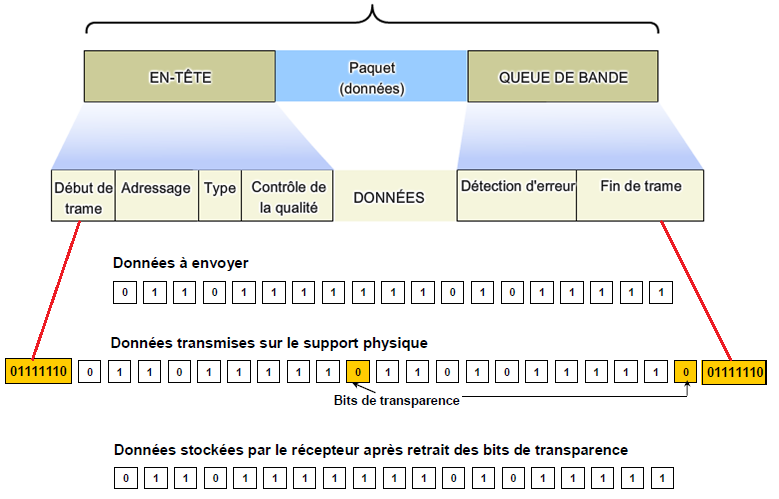 EN-TÊTE
Paquet
(données)
QUEUE DE BANDE
Début de
trame
Adressage
Type
Contrôle de
la qualité
DONNÉES
Détection d'erreur
Fin de trame
Données à envoyer
0 1 1 0 1 1 1 1 1 1 1 0 1 0 1 1 1 1 1
Données transmises sur le support physique
01111110 0 1 1 0 1 1 1 1 1 0 1 1 0 1 0 1 1 1 1 1 0 01111110
Bits de transparence
Données stockées par le récepteur après retrait des bits de transparence
0 1 1 0 1 1 1 1 1 1 1 0 1 0 1 1 1 1 1